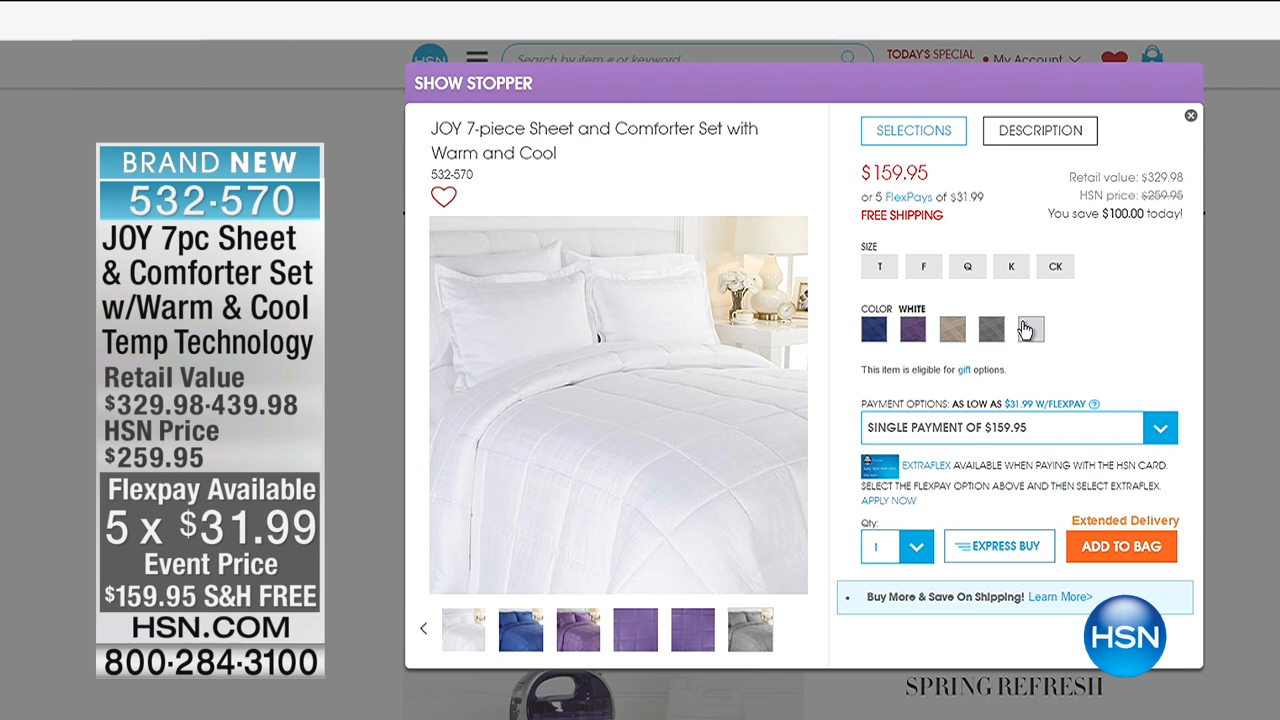 HSN
Search by item # or keyword
TODAY'S SPECIAL
My Account
SHOW STOPPER
BRAND NEW
532-570
JOY 7pc Sheet
& Comforter Set
w/Warm & Cool
Temp Technology
Retail Value
$329.98-439.98
HSN Price
$259.95
Flexpay Available
5 x $31.99
Event Price
$159.95 S&H FREE
HSN.COM
800-284-3100
JOY 7-piece Sheet and Comforter Set with
Warm and Cool
532-570
SELECTIONS
DESCRIPTION
$159.95
or 5 FlexPays of $31.99
FREE SHIPPING
Retail value: $329.98
HSN price: $259.95
You save $100.00 today!
SIZE
T F Q K CK
COLOR WHITE
This item is eligible for gift options.
PAYMENT OPTIONS: AS LOW AS $31.99 W/FLEXPAY ?
SINGLE PAYMENT OF $159.95
EXTRAFLEX AVAILABLE WHEN PAYING WITH THE HSN CARD.
SELECT THE FLEXPAY OPTION ABOVE AND THEN SELECT EXTRAFLEX.
APPLY NOW
Qty:
1
EXPRESS BUY
Extended Delivery
ADD TO BAG
Buy More & Save On Shipping! Learn More>
HSN
SPRING REFRESH